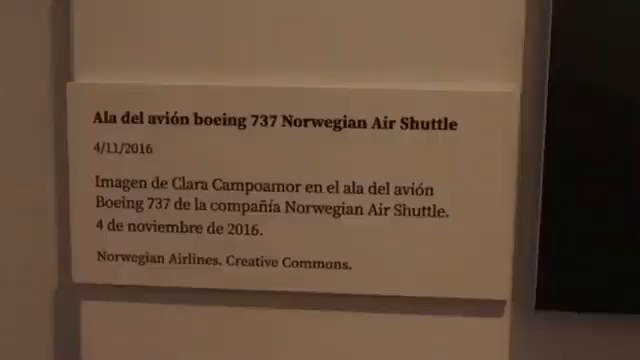 Ala del avión boeing 737 Norwegian Air Shuttle
4/11/2016
Imagen de Clara Campoamor en el ala del avión
Boeing 737 de la compañía Norwegian Air Shuttle.
4 de noviembre de 2016.
Norwegian Airlines. Creative Commons.